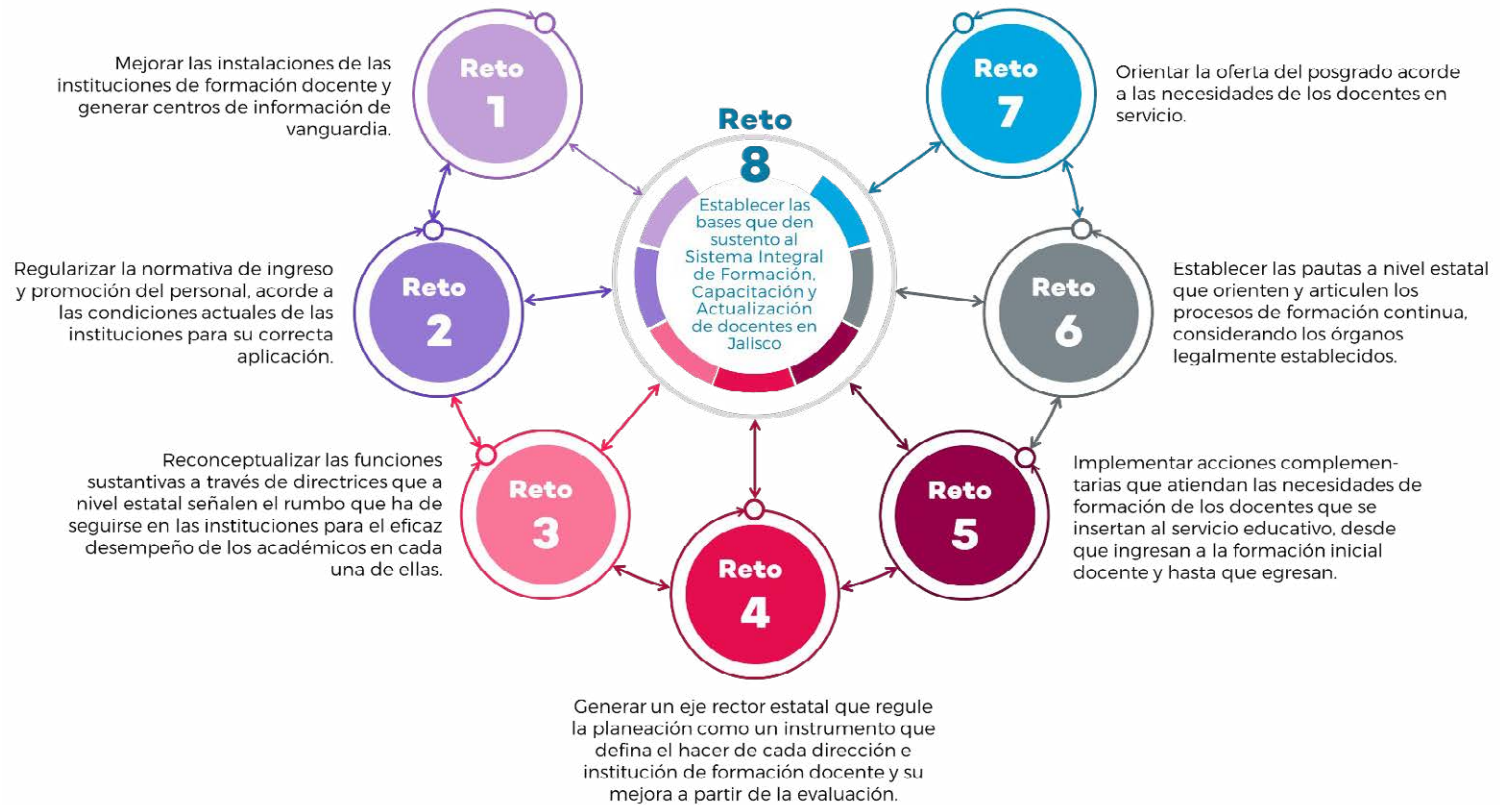 Reto
1
Mejorar las instalaciones de las
instituciones de formación docente y
generar centros de información de
vanguardia.
Reto
2
Regularizar la normativa de ingreso
y promoción del personal, acorde a
las condiciones actuales de las
instituciones para su correcta
aplicación.
Reto
3
Reconceptualizar las funciones
sustantivas a través de directrices que a
nivel estatal señalen el rumbo que ha de
seguirse en las instituciones para el eficaz
desempeño de los académicos en cada
una de ellas.
Reto
4
Generar un eje rector estatal que regule
la planeación como un instrumento que
defina el hacer de cada dirección e
institución de formación docente y su
mejora a partir de la evaluación.
Reto
5
Implementar acciones complemen-
tarias que atiendan las necesidades de
formación de los docentes que se
insertan al servicio educativo, desde
que ingresan a la formación inicial
docente y hasta que egresan.
Reto
6
Establecer las pautas a nivel estatal
que orienten y articulen los
procesos de formación continua,
considerando los órganos
legalmente establecidos.
Reto
7
Orientar la oferta del posgrado acorde
a las necesidades de los docentes en
servicio.
Reto
8
Establecer las
bases que den
sustento al
Sistema Integral
de Formación,
Capacitación y
Actualización
de docentes en
Jalisco